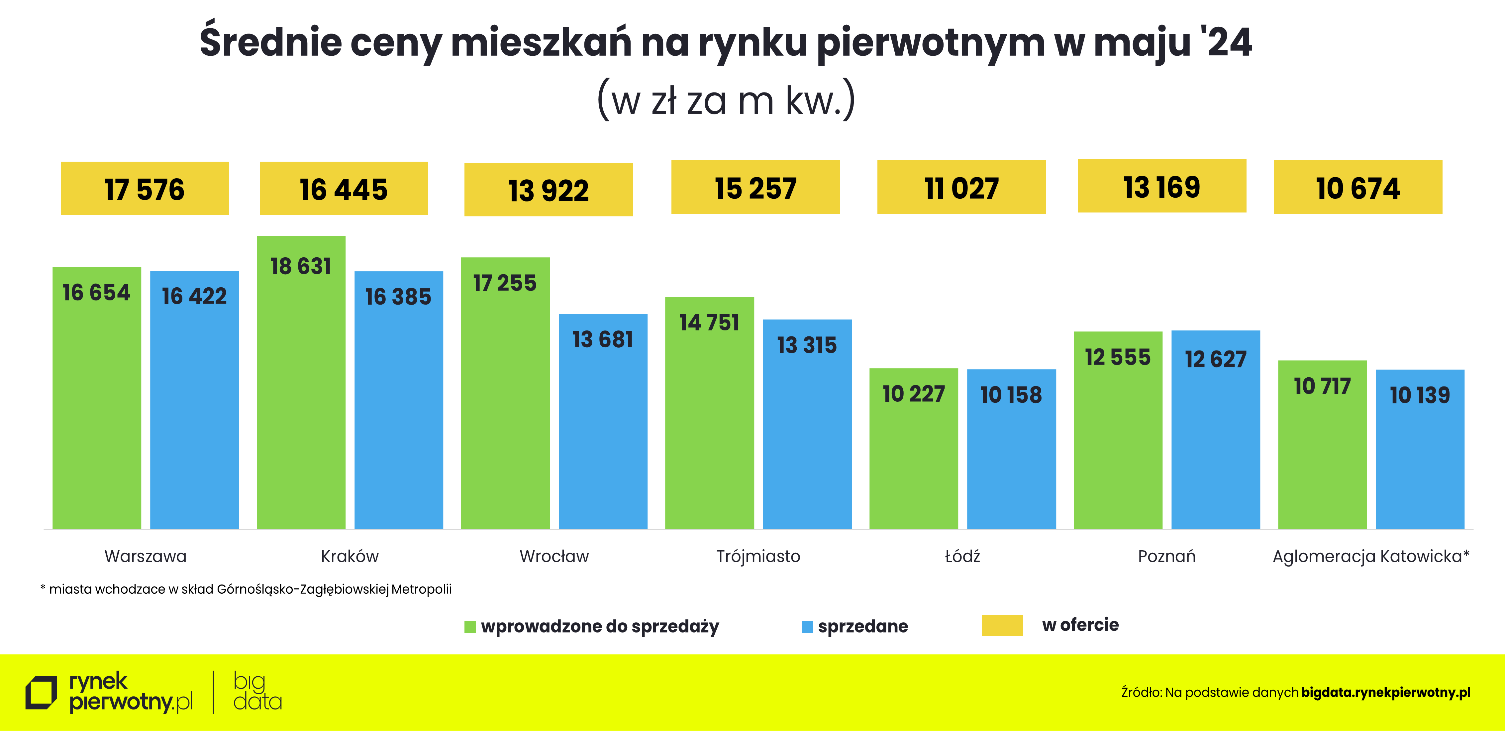 Średnie ceny mieszkań na rynku pierwotnym w maju '24
(w zł za m kw.)
17 576 16 445 13 922 15 257 11 027 13 169 10 674
16 654 16 422 18 631 16 385 17 255 13 681 14 751 13 315 10 227 10 158 12 555 12 627 10 717 10 139
Warszawa Kraków Wrocław Trójmiasto Łódź Poznań Aglomeracja Katowicka*
* miasta wchodzace w skład Górnośląsko-Zagłębiowskiej Metropolii
wprowadzone do sprzedaży sprzedane w ofercie
rynek
pierwotny.pl
big
data
Źródło: Na podstawie danych bigdata.rynekpierwotny.pl